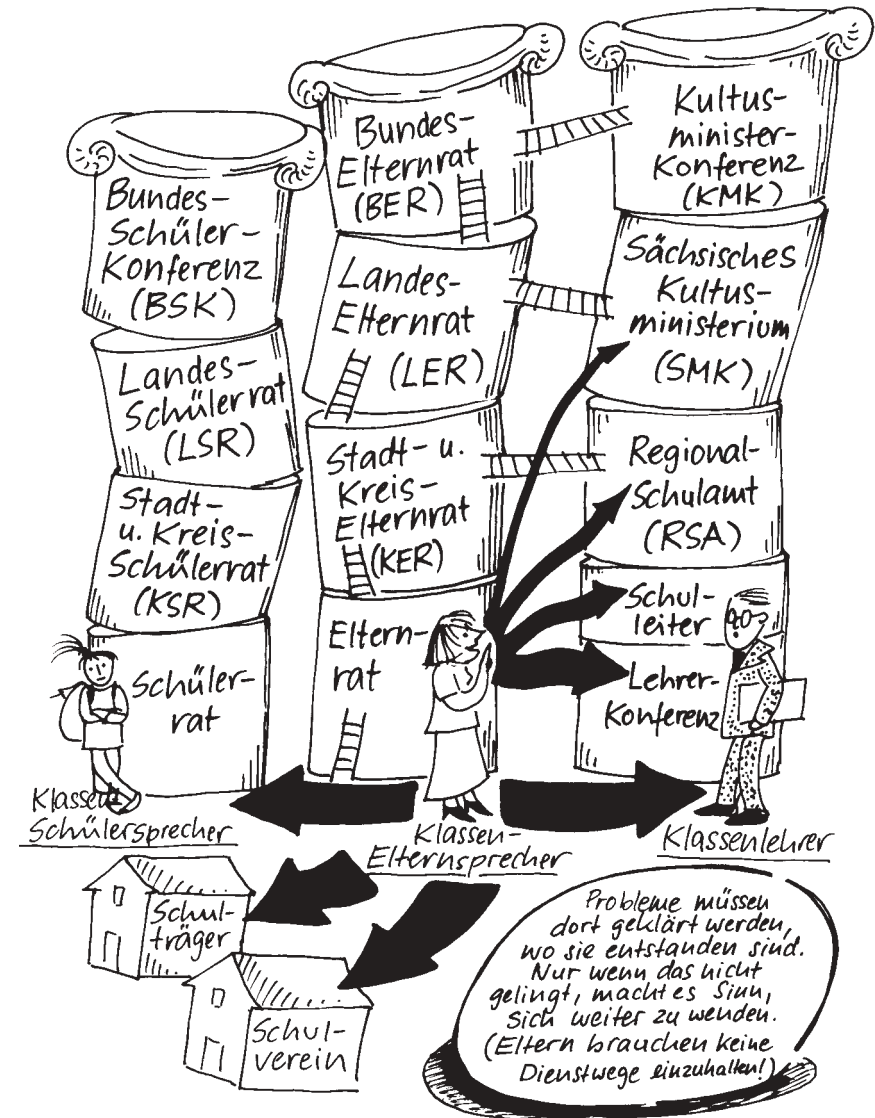 Bundes-
Schüler-
Konferenz
(BSK)
Landes-
Schülerrat
(LSR)
Stadt-
u. Kreis-
Schülerrat
(KSR)
Schüler-
rat
Bundes-
Elternrat
(BER)
Landes-
Elternrat
(LER)
Stadt- u.
Kreis-
Elternrat
(KER)
Eltern-
rat
Kultus-
minister-
Konferenz
(KMK)
Sächsisches
Kultus-
ministerium
(SMK)
Regional-
Schulamt
(RSA)
Schul-
leiter
Lehrer-
Konferenz
Klassen-
Schülersprecher
Klassen-
Elternsprecher
Klassenlehrer
Schul-
träger
Schul-
verein
Probleme müssen
dort geklärt werden,
wo sie entstanden sind.
Nur wenn das nicht
gelingt, macht es Sinn,
sich weiter zu wenden.
(Eltern brauchen keine
Dienstwege einzuhalten!)